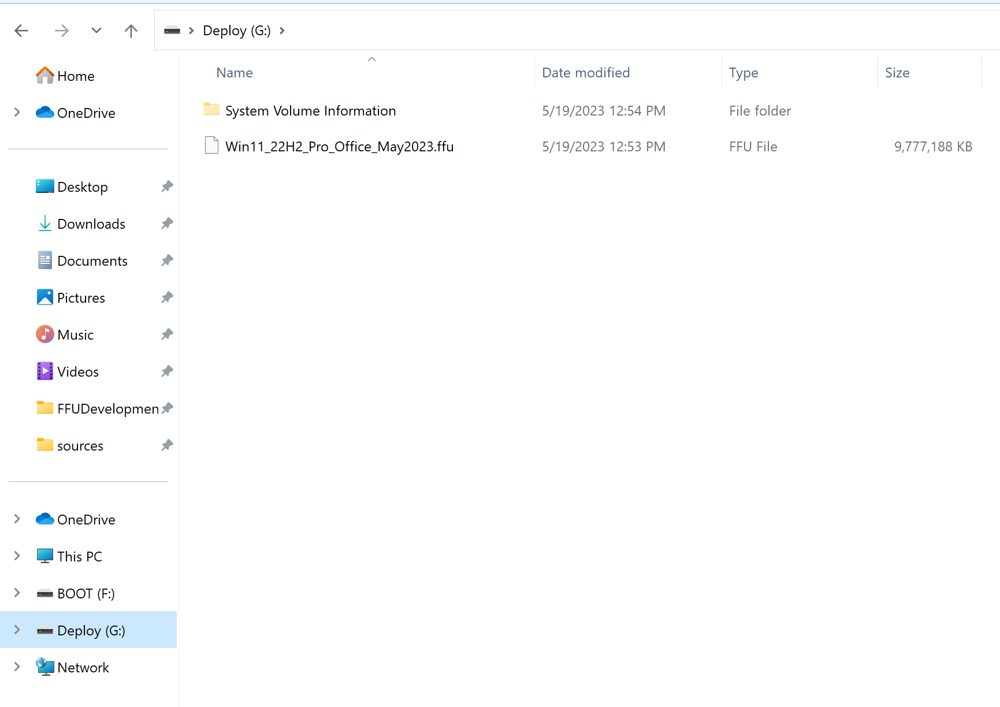 Deploy (G:)
Name
Date modified
Type
Size
Home
OneDrive
System Volume Information
5/19/2023 12:54 PM
File folder
Win11_22H2_Pro_Office_May2023.ffu
5/19/2023 12:53 PM
FFU File
9,777,188 KB
Desktop
Downloads
Documents
Pictures
Music
Videos
FFUDevelopmen
sources
OneDrive
This PC
BOOT (F:)
Deploy (G:)
Network